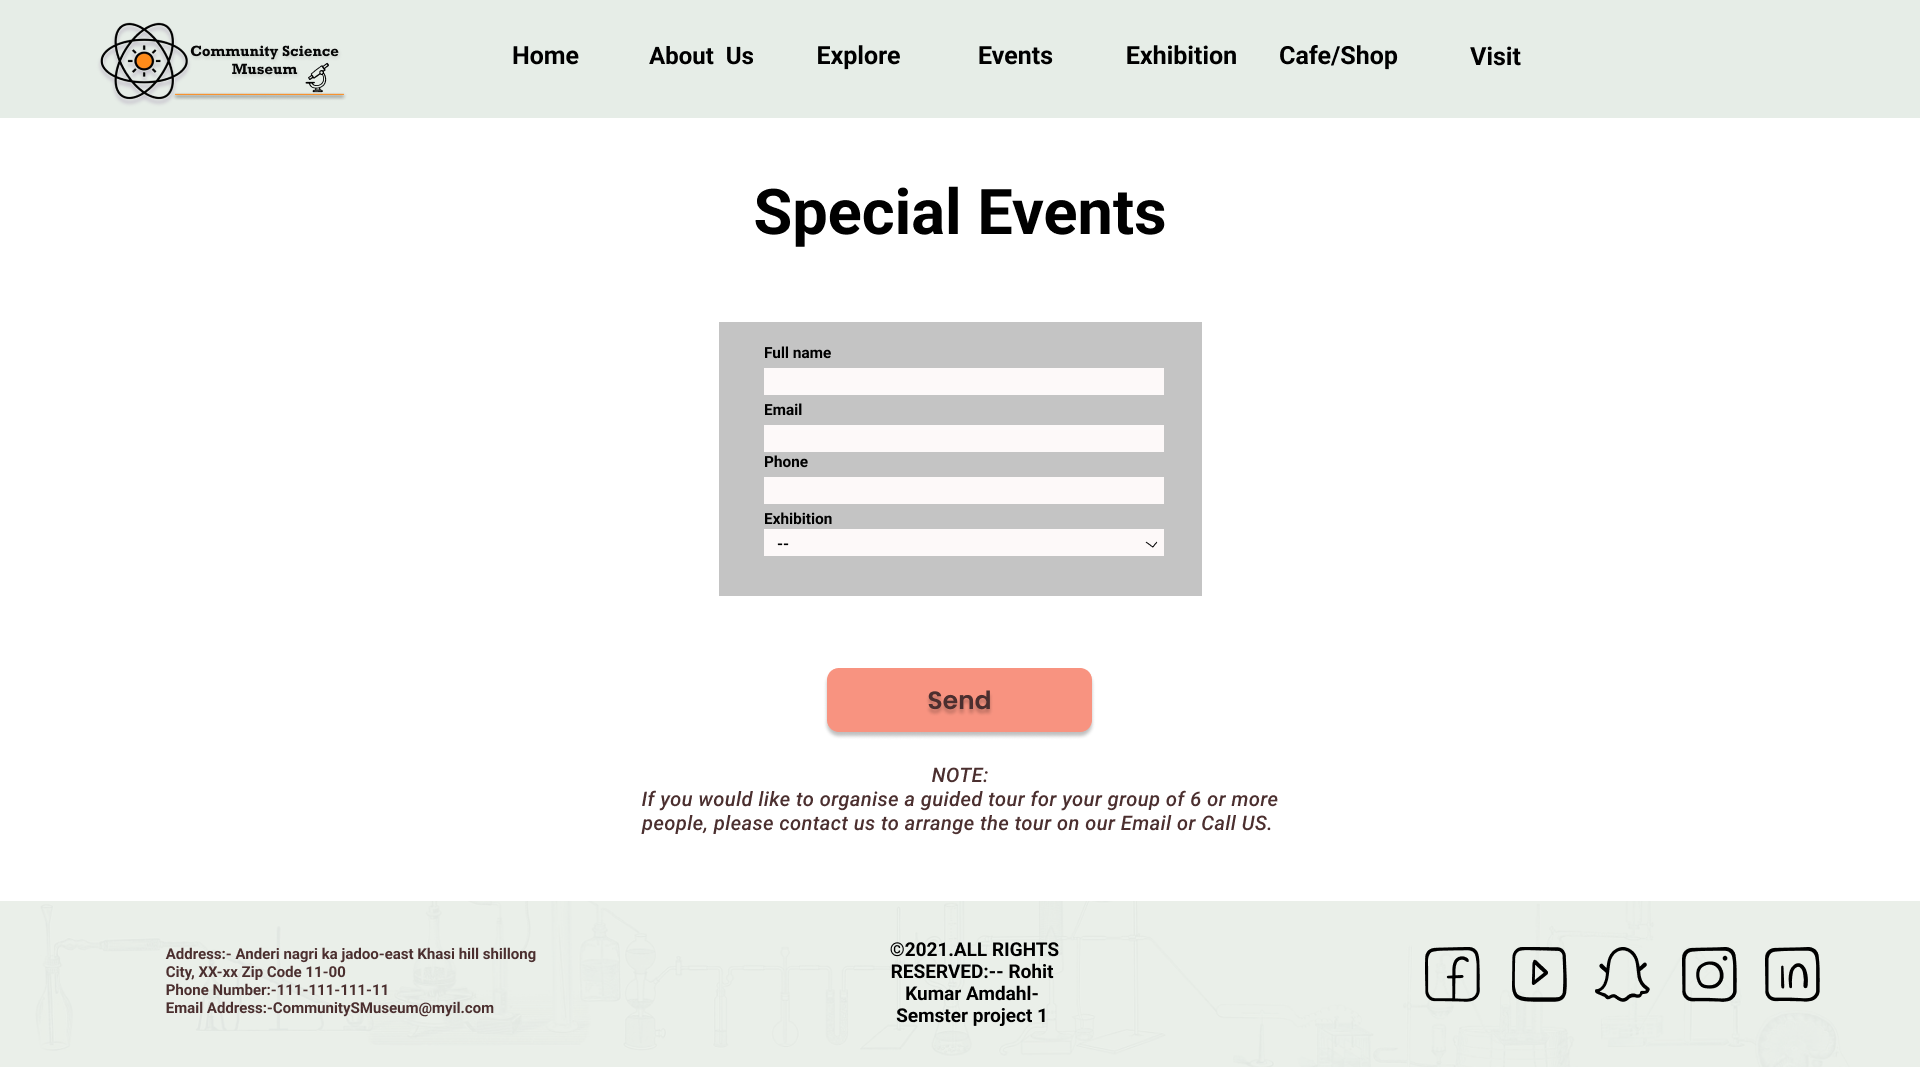 Community Science
Museum
Home
About Us
Explore
Events
Exhibition
Cafe/Shop
Visit
Special Events
Full name
Email
Phone
Exhibition
--
Send
NOTE:
If you would like to organise a guided tour for your group of 6 or more
people, please contact us to arrange the tour on our Email or Call US.
Address:- Anderi nagri ka jadoo-east Khasi hill shillong
City, XX-xx Zip Code 11-00
Phone Number:-111-111-111-11
Email Address:-CommunitySMuseum@myil.com
©2021.ALL RIGHTS
RESERVED:-- Rohit
Kumar Amdahl-
Semster project 1